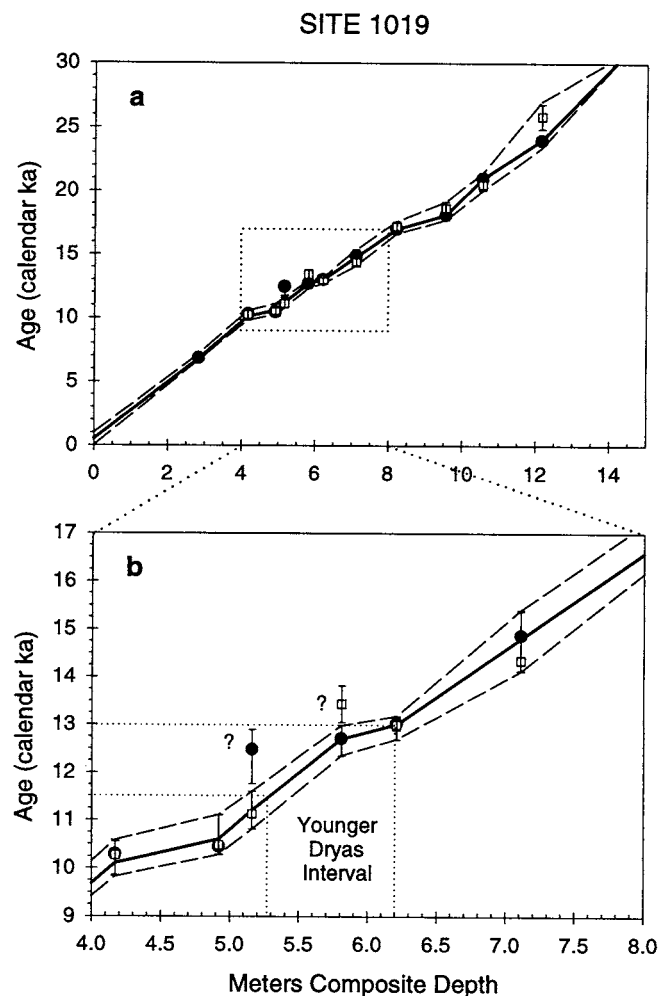 SITE 1019
a
Age (calendar ka)
30
25
20
15
10
5
0
0 2 4 6 8 10 12 14
b
Age (calendar ka)
17
16
15
14
13
12
11
10
9
?
?
Younger
Dryas
Interval
4.0 4.5 5.0 5.5 6.0 6.5 7.0 7.5 8.0
Meters Composite Depth